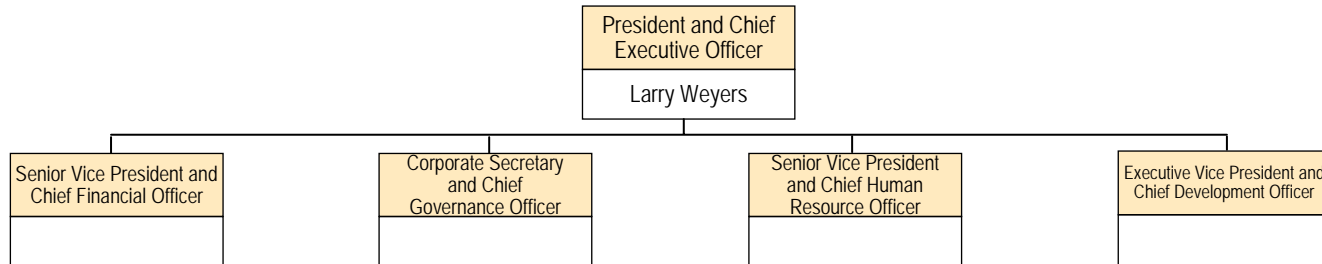 President and Chief
Executive Officer
Larry Weyers
Senior Vice President and
Chief Financial Officer
Corporate Secretary
and Chief
Governance Officer
Senior Vice President
and Chief Human
Resource Officer
Executive Vice President and
Chief Development Officer